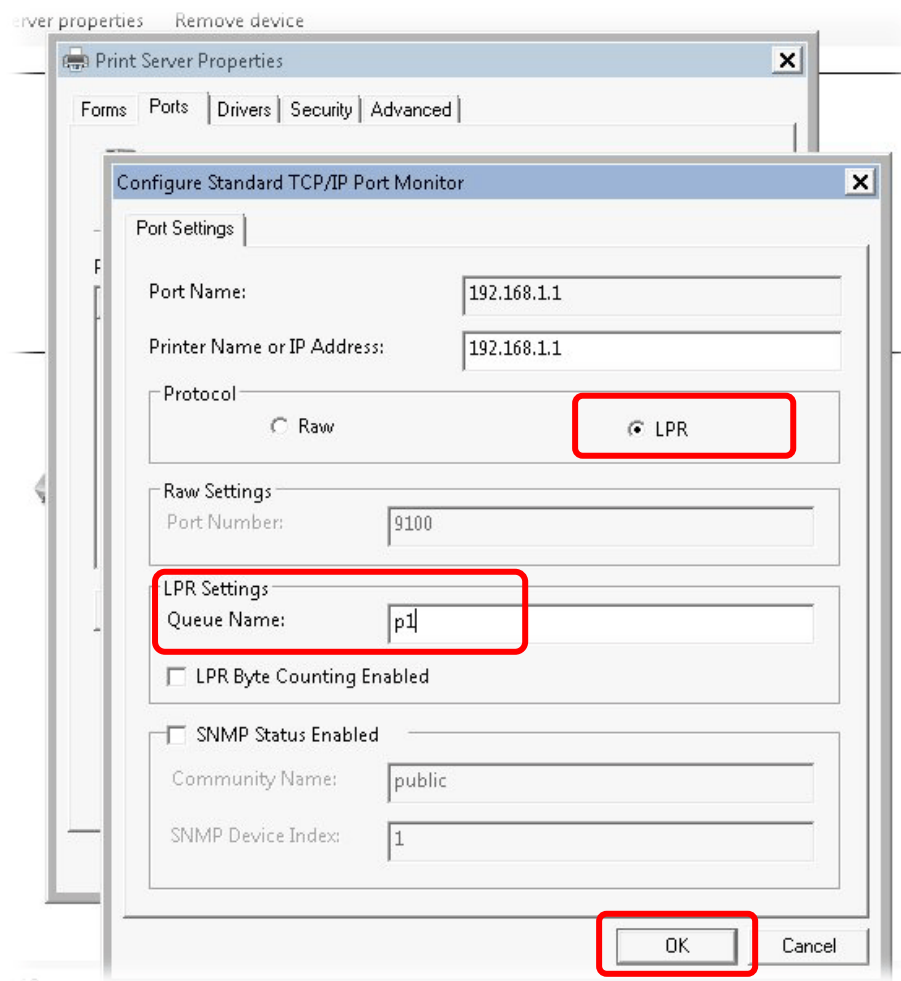 erver properties Remove device
Print Server Properties
Forms Ports Drivers Security Advanced
Configure Standard TCP/IP Port Monitor
Port Settings
Port Name: 192.168.1.1
Printer Name or IP Address: 192.168.1.1
Protocol
Raw LPR
Raw Settings
Port Number: 9100
LPR Settings
Queue Name: p1
LPR Byte Counting Enabled
SNMP Status Enabled
Community Name: public
SNMP Device Index: 1
OK Cancel